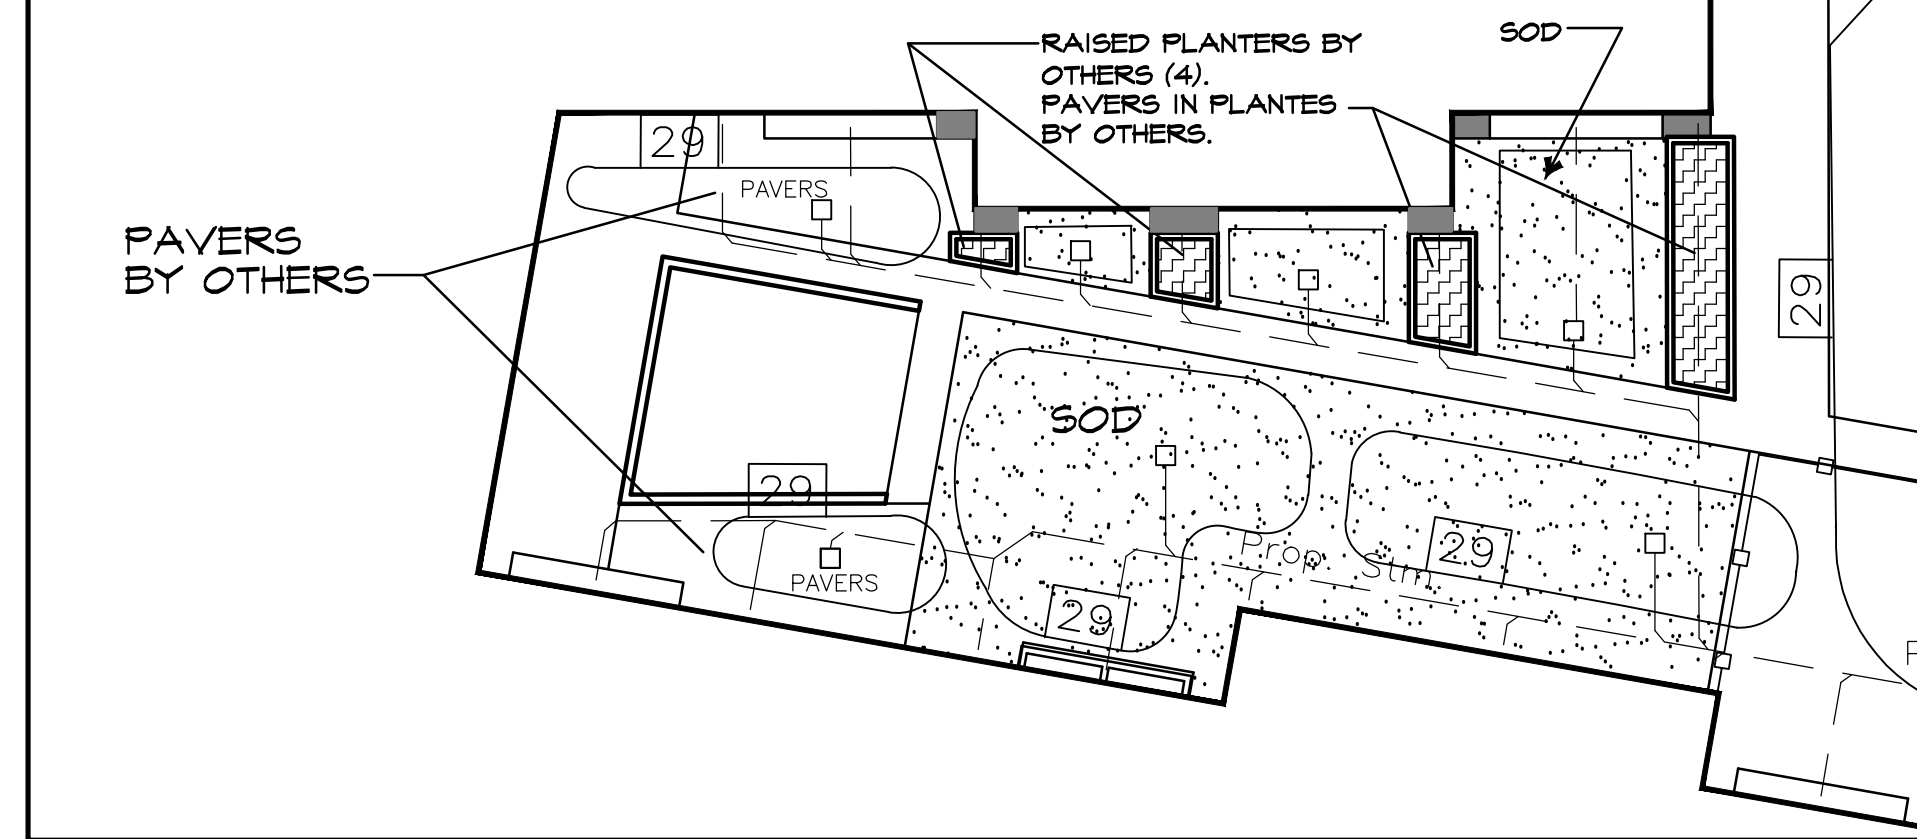 RAISED PLANTERS BY
OTHERS (4).
PAVERS IN PLANTES
BY OTHERS.
SOD
29
PAVERS
PAVERS
BY OTHERS
29
SOD
29
PAVERS
Prop Stm
29
29